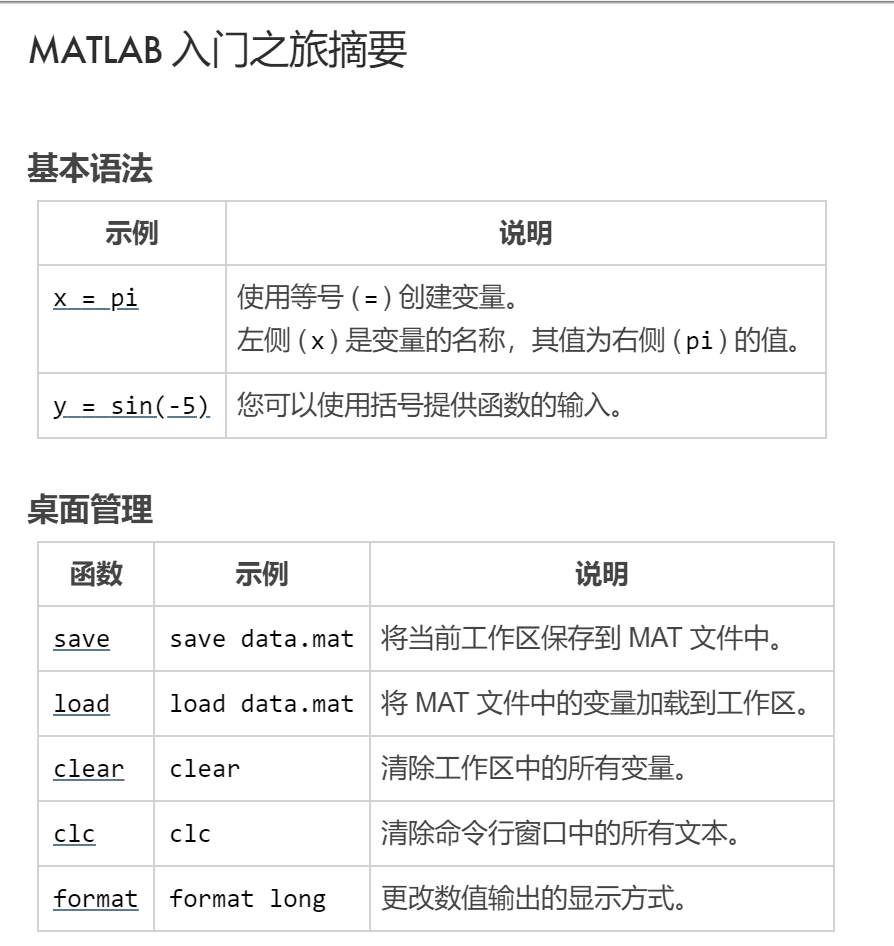 MATLAB 入门之旅摘要
基本语法
示例 说明
x = pi 使用等号 (=) 创建变量。
左侧 (x) 是变量的名称，其值为右侧 (pi) 的值。
y = sin(-5) 您可以使用括号提供函数的输入。
桌面管理
函数 示例 说明
save save data.mat 将当前工作区保存到 MAT 文件中。
load load data.mat 将 MAT 文件中的变量加载到工作区。
clear clear 清除工作区中的所有变量。
clc clc 清除命令行窗口中的所有文本。
format format long 更改数值输出的显示方式。